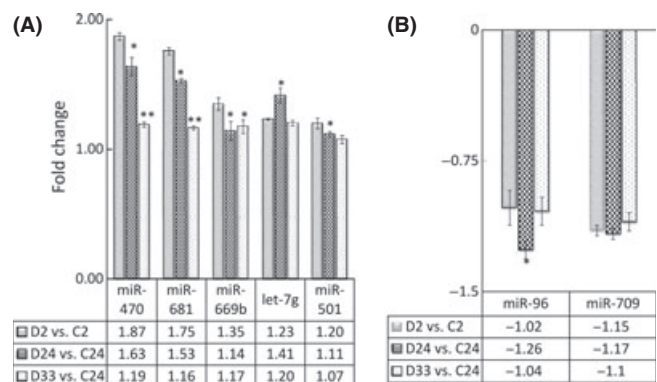 (A)
2.00
1.00
0.00
Fold change
* ** * ** * * * *
miR-470 miR-681 miR-669b let-7g miR-501
D2 vs. C2 1.87 1.75 1.35 1.23 1.20
D24 vs. C24 1.63 1.53 1.14 1.41 1.11
D33 vs. C24 1.19 1.16 1.17 1.20 1.07
(B)
0
−0.75
−1.5
*
miR-96 miR-709
D2 vs. C2 −1.02 −1.15
D24 vs. C24 −1.26 −1.17
D33 vs. C24 −1.04 −1.1